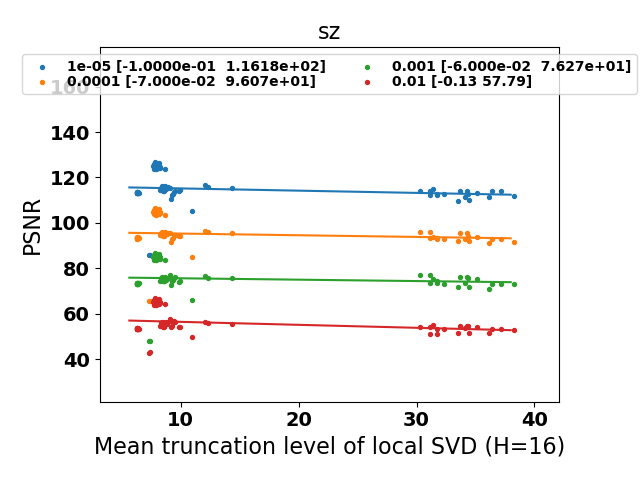 sz
1e-05 [-1.0000e-01  1.1618e+02]
0.0001 [-7.000e-02  9.607e+01]
0.001 [-6.000e-02  7.627e+01]
0.01 [-0.13 57.79]
160
140
120
100
80
60
40
PSNR
10 20 30 40
Mean truncation level of local SVD (H=16)